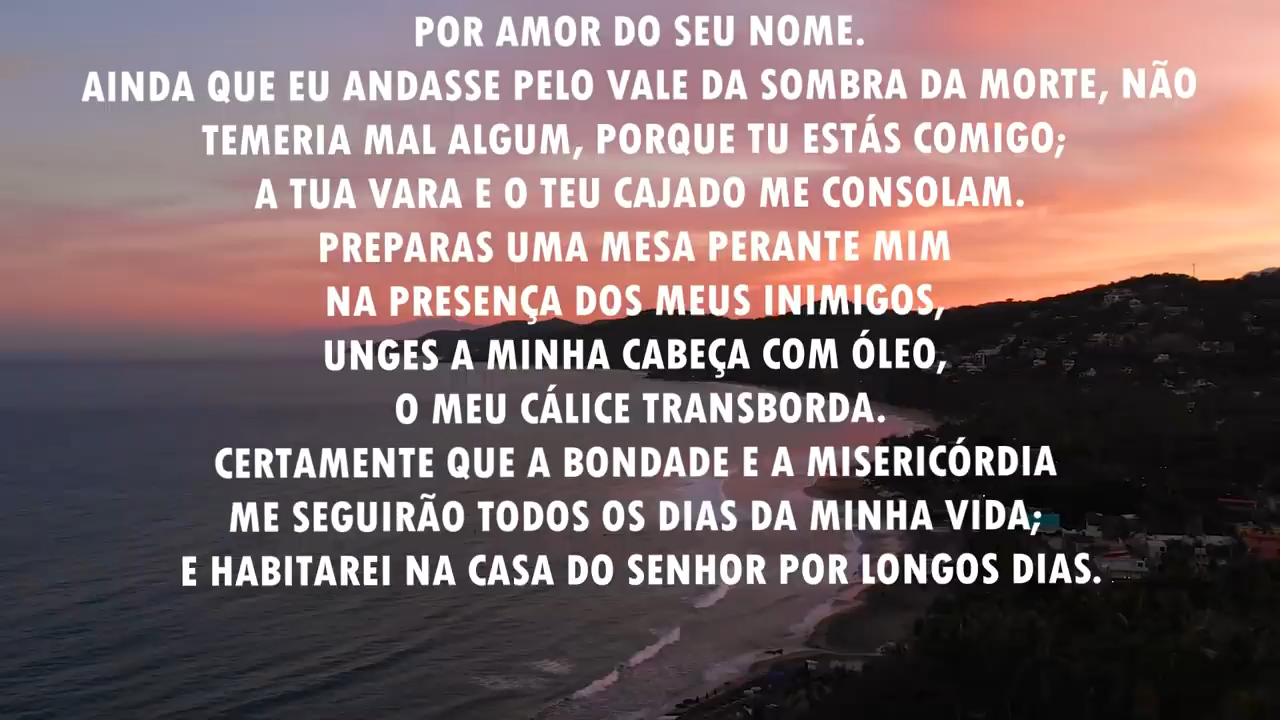 POR AMOR DO SEU NOME.
AINDA QUE EU ANDASSE PELO VALE DA SOMBRA DA MORTE, NÃO
TEMERIA MAL ALGUM, PORQUE TU ESTÁS COMIGO;
A TUA VARA E O TEU CAJADO ME CONSOLAM.
PREPARAS UMA MESA PERANTE MIM
NA PRESENÇA DOS MEUS INIMIGOS,
UNGES A MINHA CABEÇA COM ÓLEO,
O MEU CÁLICE TRANSBORDA.
CERTAMENTE QUE A BONDADE E A MISERICÓRDIA
ME SEGUIRÃO TODOS OS DIAS DA MINHA VIDA;
E HABITAREI NA CASA DO SENHOR POR LONGOS DIAS.